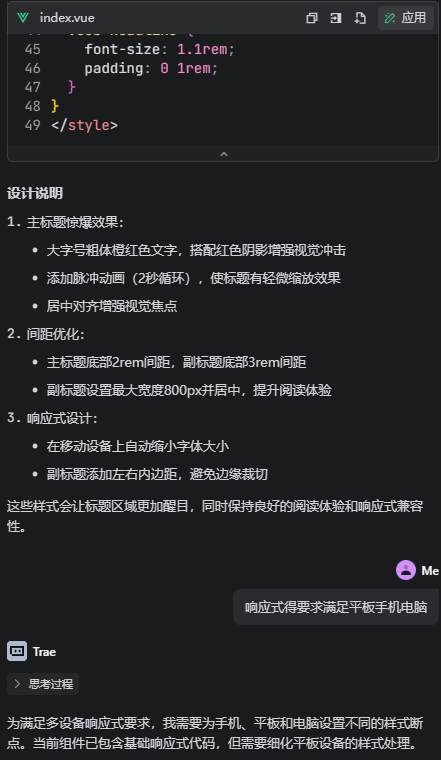 index.vue
应用
45 font-size: 1.1rem;
46 padding: 0 1rem;
47 }
48 }
49 </style>
设计说明
1. 主标题惊爆效果：
• 大字号粗体橙红色文字，搭配红色阴影增强视觉冲击
• 添加脉冲动画（2秒循环），使标题有轻微缩放效果
• 居中对齐增强视觉焦点
2. 间距优化：
• 主标题底部2rem间距，副标题底部3rem间距
• 副标题设置最大宽度800px并居中，提升阅读体验
3. 响应式设计：
• 在移动设备上自动缩小字体大小
• 副标题添加左右内边距，避免边缘裁切
这些样式会让标题区域更加醒目，同时保持良好的阅读体验和响应式兼容
性。
Me
响应式得要求满足平板手机电脑
Trae
思考过程
为满足多设备响应式要求，我需要为手机、平板和电脑设置不同的样式断
点。当前组件已包含基础响应式代码，但需要细化平板设备的样式处理。